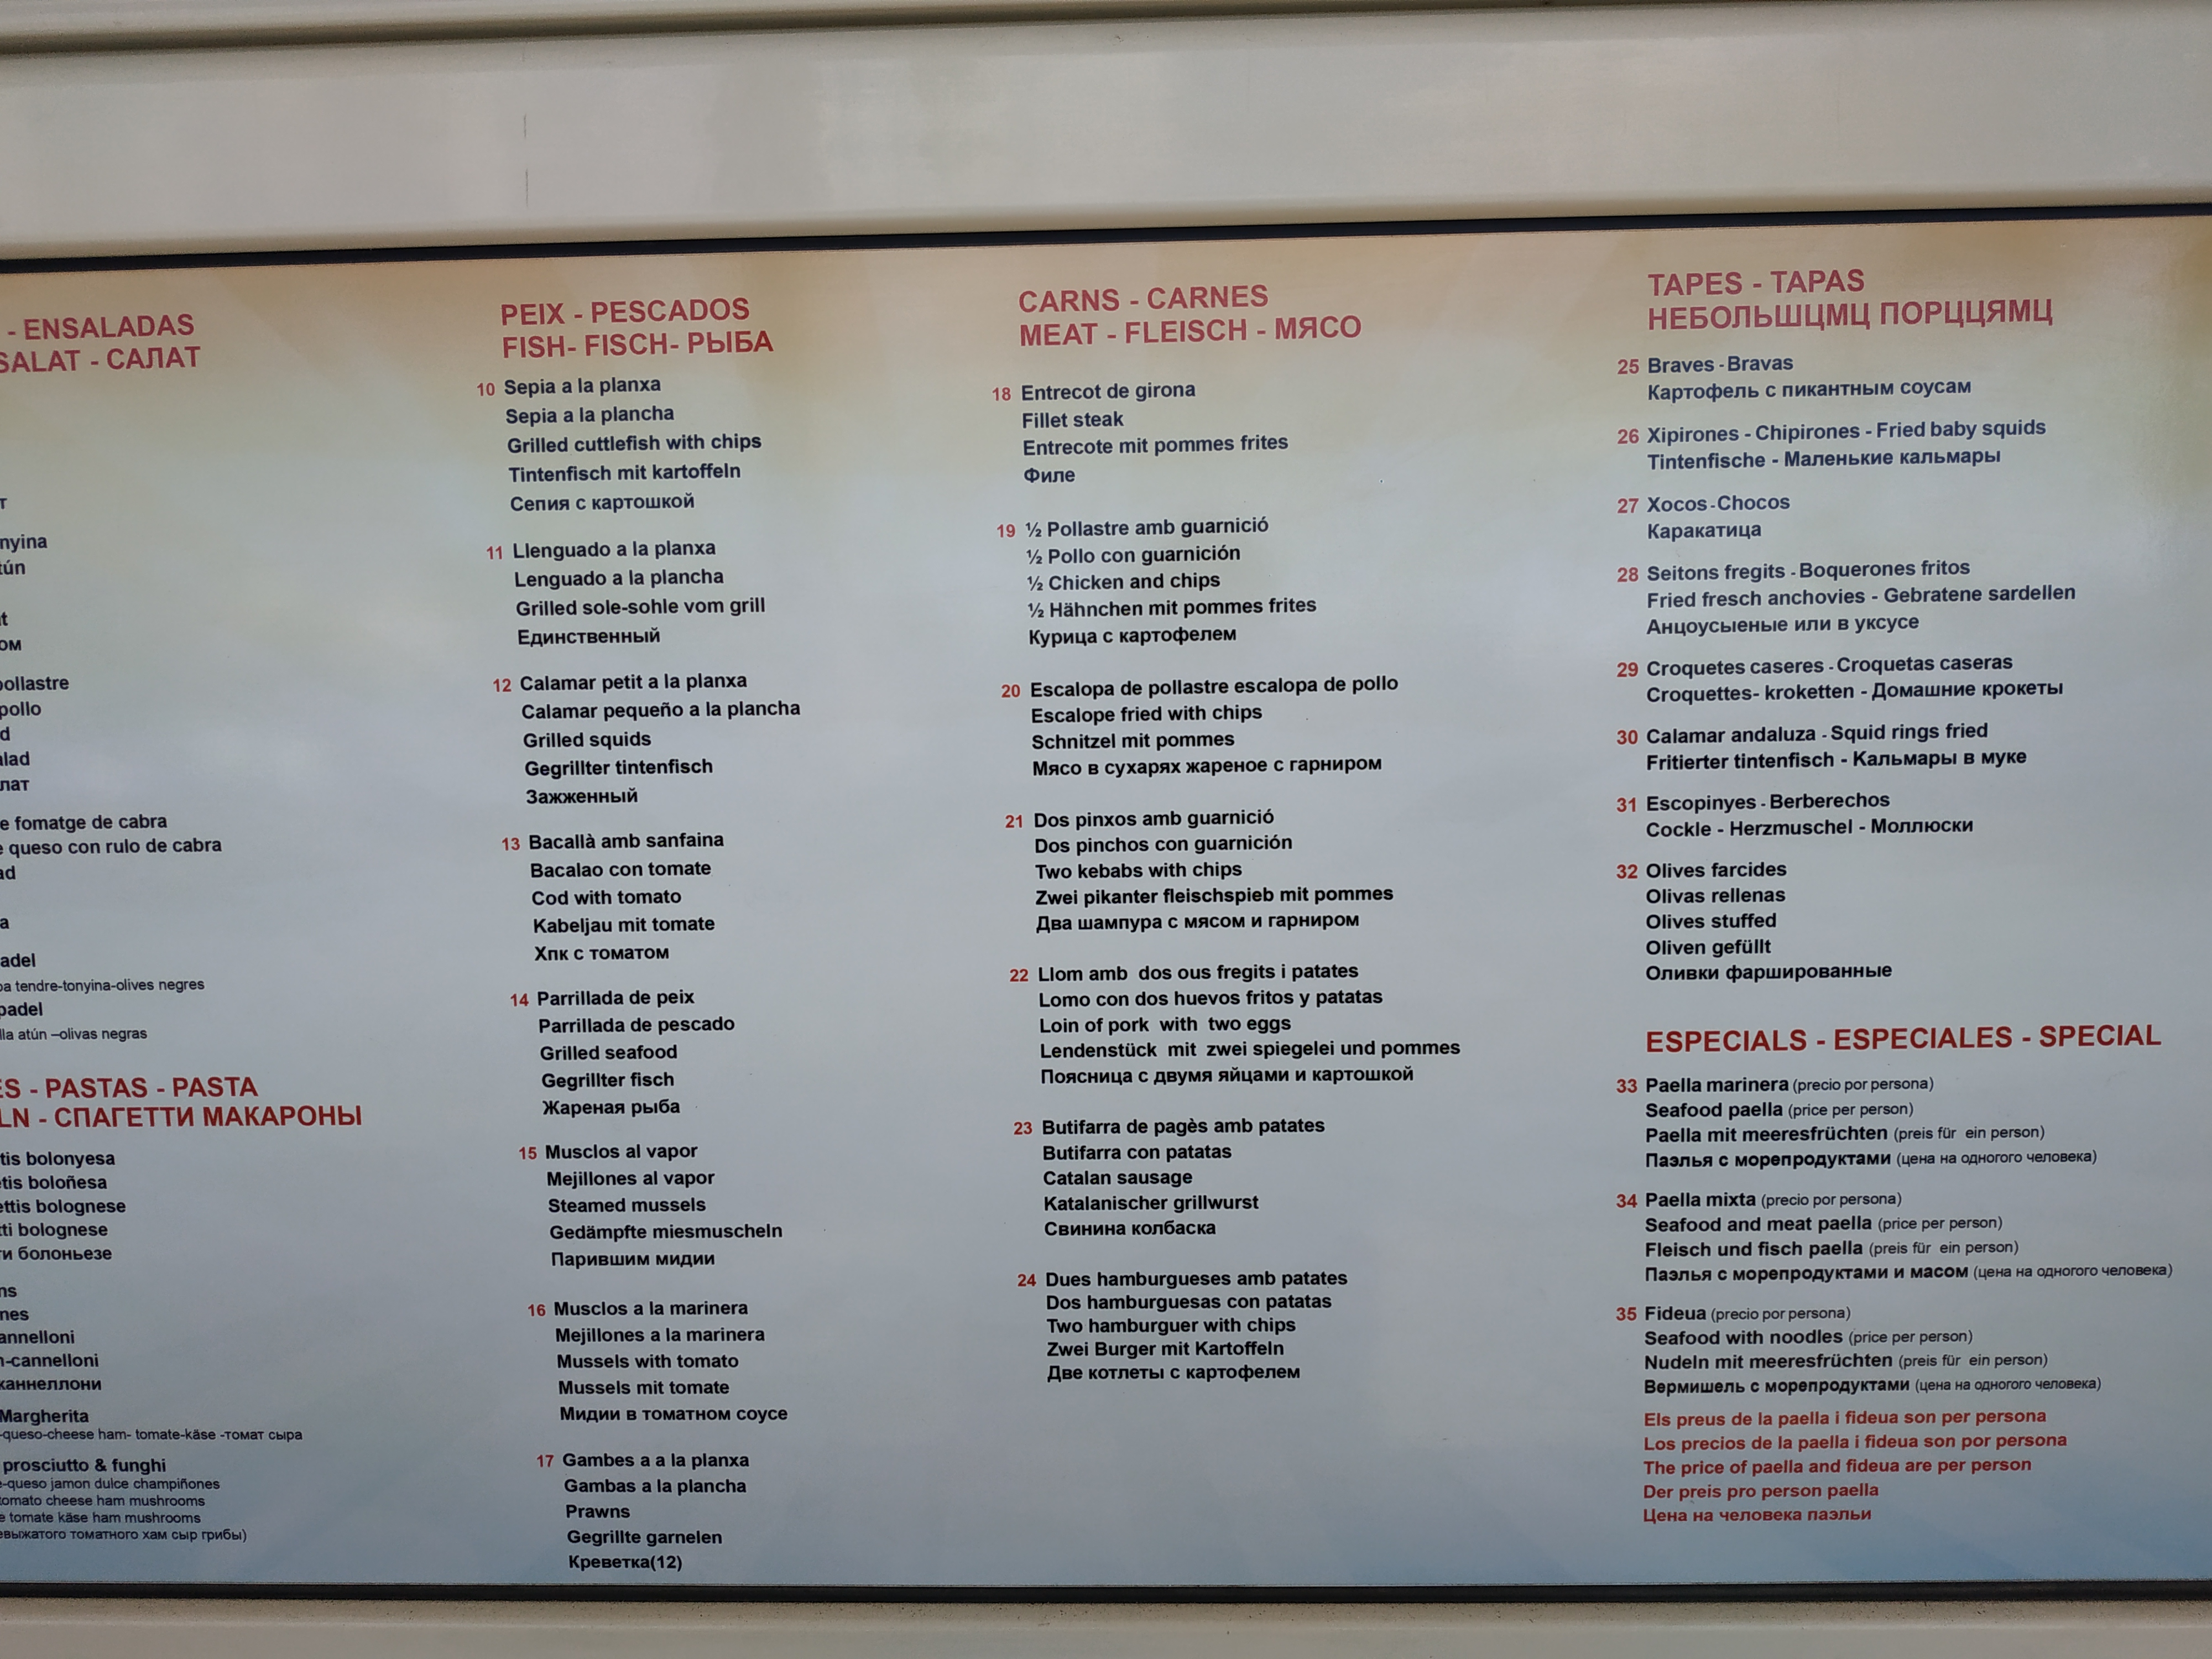 - ENSALADAS
SALAT - САЛАТ
т
nyina
tún
t
ом
pollastre
pollo
d
alad
лат
e fomatge de cabra
e queso con rulo de cabra
ad
a
adel
pa tendre-tonyina-olives negres
padel
lla atún –olivas negras
ES - PASTAS - PASTA
LN - СПАГЕТТИ МАКАРОНЫ
tis bolonyesa
etis boloñesa
ettis bolognese
tti bolognese
ти болоньезе
ns
nes
annelloni
n-cannelloni
каннеллони
Margherita
-queso-cheese ham- tomate-käse -томат сыра
prosciutto & funghi
e-queso jamon dulce champiñones
tomato cheese ham mushrooms
e tomate käse ham mushrooms
евыжатого томатного хам сыр грибы)
PEIX - PESCADOS
FISH- FISCH- РЫБА
10 Sepia a la planxa
Sepia a la plancha
Grilled cuttlefish with chips
Tintenfisch mit kartoffeln
Сепия с картошкой
11 Llenguado a la planxa
Lenguado a la plancha
Grilled sole-sohle vom grill
Единственный
12 Calamar petit a la planxa
Calamar pequeño a la plancha
Grilled squids
Gegrillter tintenfisch
Зажженный
13 Bacallà amb sanfaina
Bacalao con tomate
Cod with tomato
Kabeljau mit tomate
Хпк с томатом
14 Parrillada de peix
Parrillada de pescado
Grilled seafood
Gegrillter fisch
Жареная рыба
15 Musclos al vapor
Mejillones al vapor
Steamed mussels
Gedämpfte miesmuscheln
Парившим мидии
16 Musclos a la marinera
Mejillones a la marinera
Mussels with tomato
Mussels mit tomate
Мидии в томатном соусе
17 Gambes a a la planxa
Gambas a la plancha
Prawns
Gegrillte garnelen
Креветка(12)
CARNS - CARNES
MEAT - FLEISCH - МЯСО
18 Entrecot de girona
Fillet steak
Entrecote mit pommes frites
Филе
19 ½ Pollastre amb guarnició
½ Pollo con guarnición
½ Chicken and chips
½ Hähnchen mit pommes frites
Курица с картофелем
20 Escalopa de pollastre escalopa de pollo
Escalope fried with chips
Schnitzel mit pommes
Мясо в сухарях жареное с гарниром
21 Dos pinxos amb guarnició
Dos pinchos con guarnición
Two kebabs with chips
Zwei pikanter fleischspieb mit pommes
Два шампура с мясом и гарниром
22 Llom amb dos ous fregits i patates
Lomo con dos huevos fritos y patatas
Loin of pork with two eggs
Lendenstück mit zwei spiegelei und pommes
Поясница с двумя яйцами и картошкой
23 Butifarra de pagès amb patates
Butifarra con patatas
Catalan sausage
Katalanischer grillwurst
Свинина колбаска
24 Dues hamburgueses amb patates
Dos hamburguesas con patatas
Two hamburguer with chips
Zwei Burger mit Kartoffeln
Две котлеты с картофелем
TAPES - TAPAS
НЕБОЛЬШЦМЦ ПОРЦЦЯМЦ
25 Braves - Bravas
Картофель с пикантным соусам
26 Xipirones - Chipirones - Fried baby squids
Tintenfische - Маленькие кальмары
27 Xocos - Chocos
Каракатица
28 Seitons fregits - Boquerones fritos
Fried fresch anchovies - Gebratene sardellen
Анцоусыеные или в уксусе
29 Croquetes caseres - Croquetas caseras
Croquettes- kroketten - Домашние крокеты
30 Calamar andaluza - Squid rings fried
Fritierter tintenfisch - Кальмары в муке
31 Escopinyes - Berberechos
Cockle - Herzmuschel - Моллюски
32 Olives farcides
Olivas rellenas
Olives stuffed
Oliven gefüllt
Оливки фаршированные
ESPECIALS - ESPECIALES - SPECIAL
33 Paella marinera (precio por persona)
Seafood paella (price per person)
Paella mit meeresfrüchten (preis für ein person)
Паэлья с морепродуктами (цена на одного человека)
34 Paella mixta (precio por persona)
Seafood and meat paella (price per person)
Fleisch und fisch paella (preis für ein person)
Паэлья с морепродуктами и масом (цена на одного человека)
35 Fideua (precio por persona)
Seafood with noodles (price per person)
Nudeln mit meeresfrüchten (preis für ein person)
Вермишель с морепродуктами (цена на одного человека)
Els preus de la paella i fideua son per persona
Los precios de la paella i fideua son por persona
The price of paella and fideua are per person
Der preis pro person paella
Цена на человека паэльи